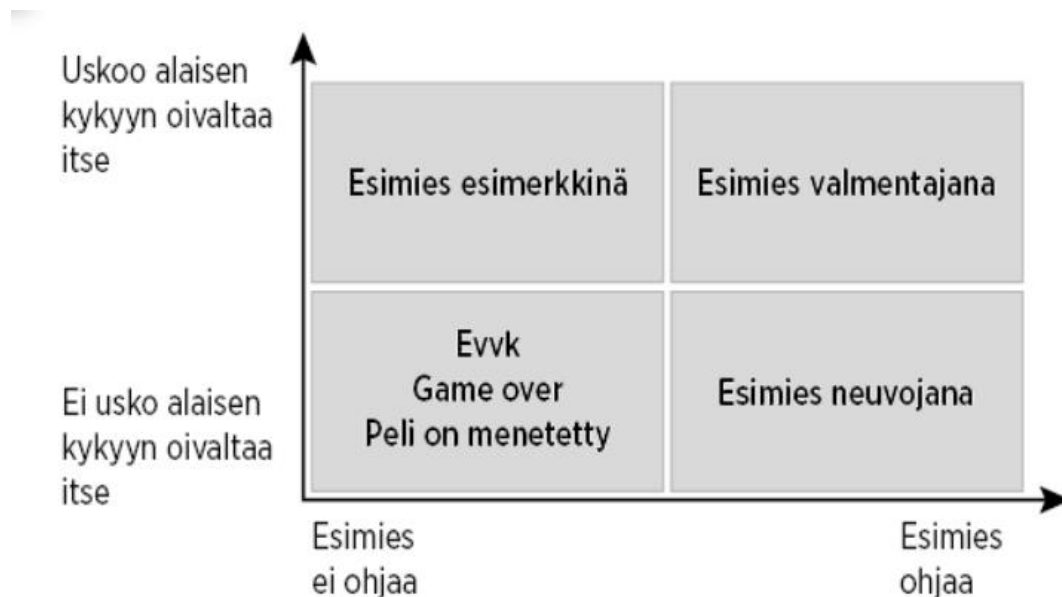 Uskoo alaisen
kykyyn oivaltaa
itse
Esimies esimerkkinä
Esimies valmentajana
Ei usko alaisen
kykyyn oivaltaa
itse
Evvk
Game over
Peli on menetetty
Esimies neuvojana
Esimies
ei ohjaa
Esimies
ohjaa